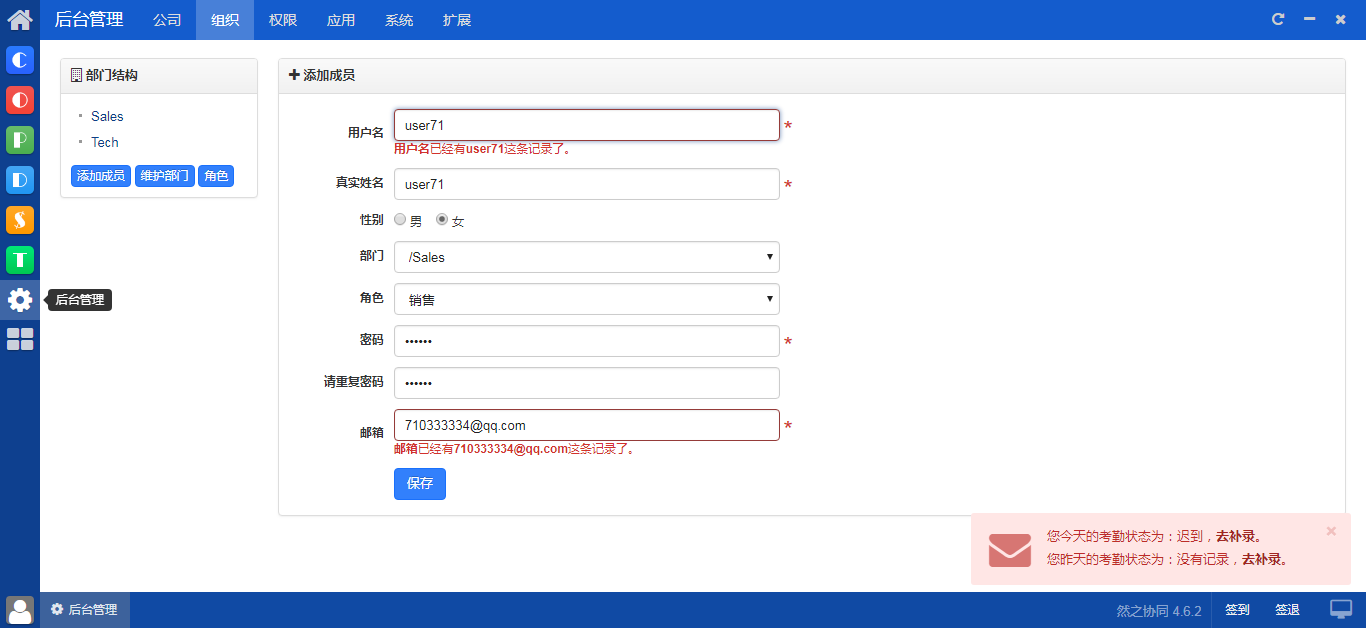 后台管理 公司 组织 权限 应用 系统 扩展
部门结构
Sales
Tech
添加成员 维护部门 角色
添加成员
用户名 user71 *
用户名已经有user71这条记录了。
真实姓名 user71 *
性别 男 女
部门 /Sales
角色 销售
密码 •••••• *
请重复密码 ••••••
邮箱 710333334@qq.com *
邮箱已经有710333334@qq.com这条记录了。
保存
后台管理
您今天的考勤状态为：迟到，去补录。
您昨天的考勤状态为：没有记录，去补录。
后台管理 然之协同 4.6.2 签到 签退